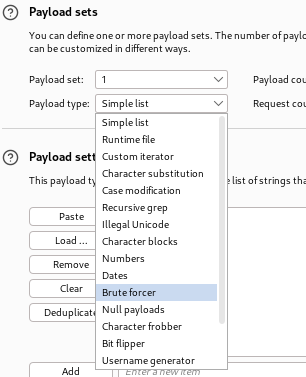 Payload sets
You can define one or more payload sets. The number of paylo
can be customized in different ways.
Payload set: 1 Payload cou
Payload type: Simple list Request cou
Simple list
Runtime file
Custom iterator
Character substitution
Case modification
Recursive grep
Illegal Unicode
Character blocks
Numbers
Dates
Brute forcer
Null payloads
Character frobber
Bit flipper
Username generator
Payload sett
This payload ty list of strings tha
Paste
Load ...
Remove
Clear
Deduplicate
Add Enter a new item